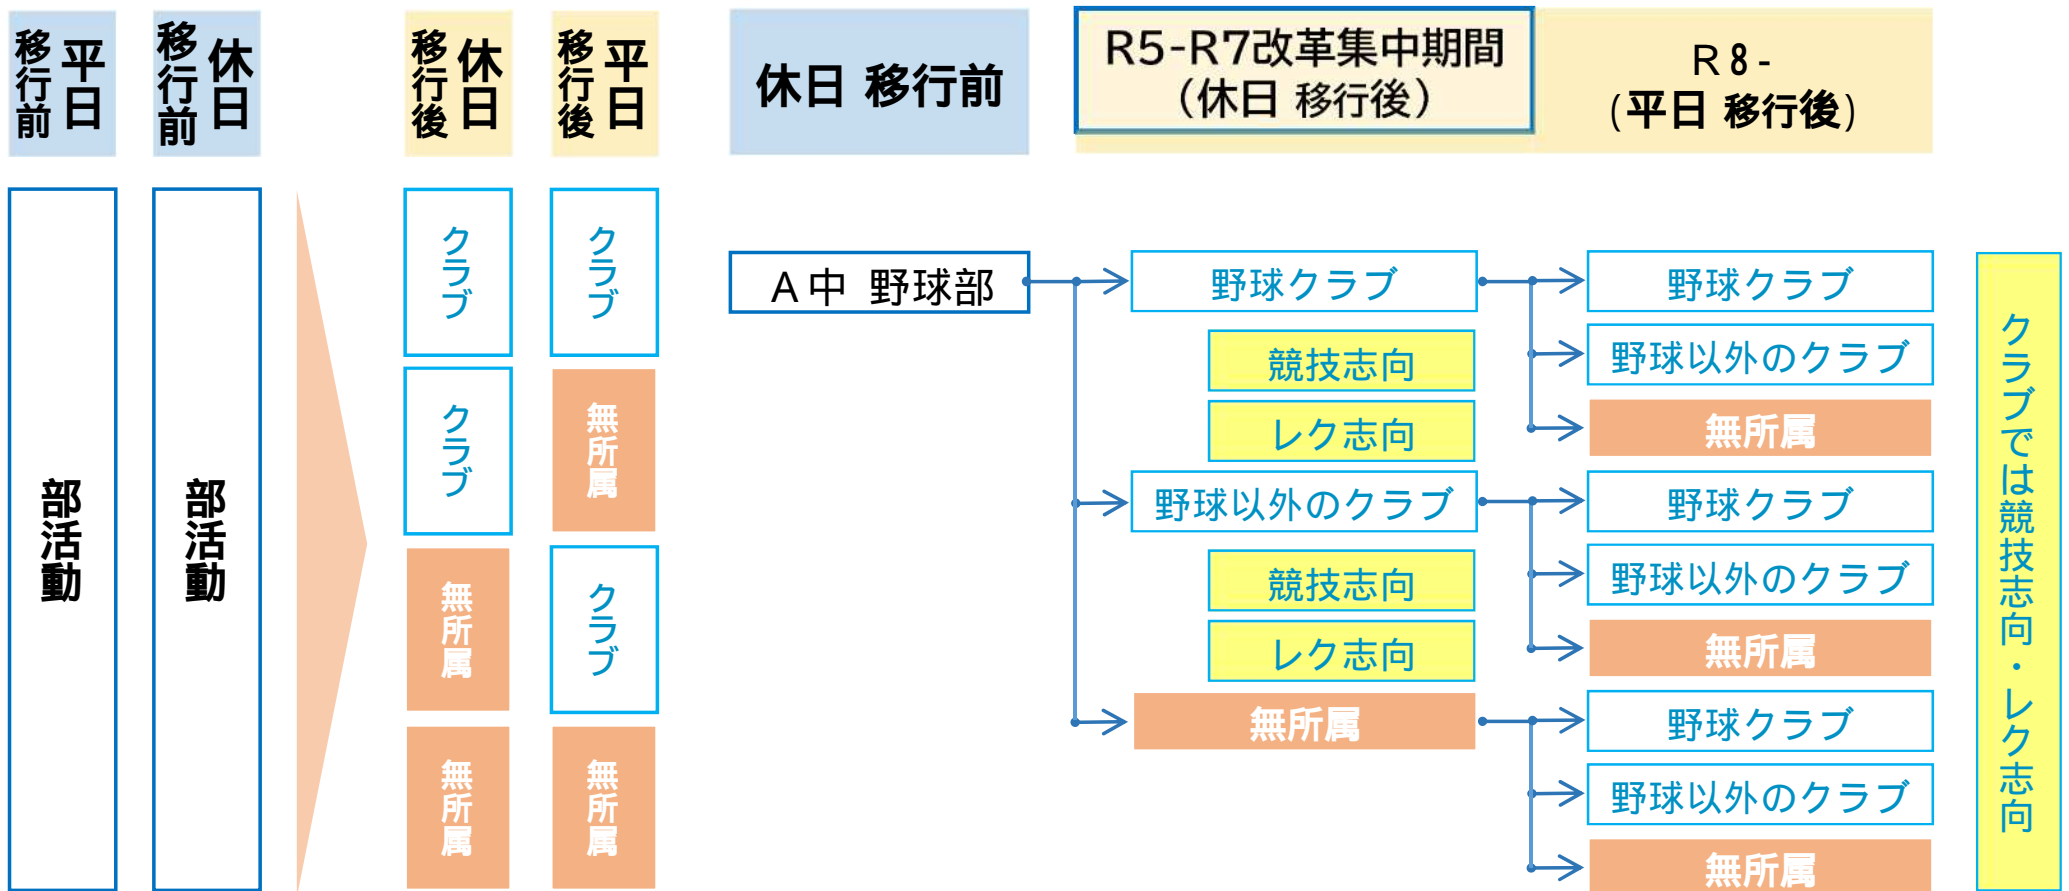 平日
移行前
休日
移行前
休日
移行後
平日
移行後
休日 移行前
R5-R7改革集中期間
（休日 移行後）
R8-
(平日 移行後)
部活動
部活動
クラブ
クラブ
クラブ
無所属
無所属
クラブ
無所属
無所属
A中 野球部
野球クラブ
競技志向
レク志向
野球以外のクラブ
競技志向
レク志向
無所属
野球クラブ
野球以外のクラブ
無所属
野球クラブ
野球以外のクラブ
無所属
野球クラブ
野球以外のクラブ
無所属
クラブでは競技志向・レク志向